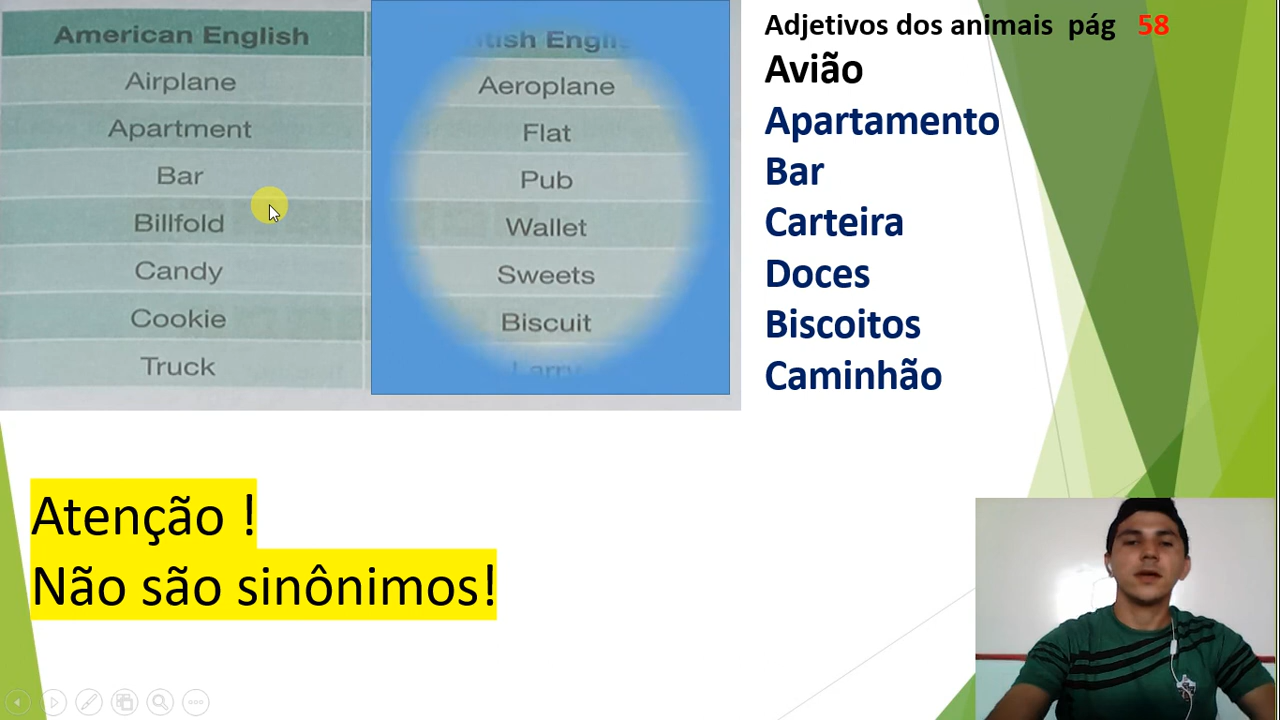 American English
Airplane
Apartment
Bar
Billfold
Candy
Cookie
Truck
Aeroplane
Flat
Pub
Wallet
Sweets
Biscuit
Larry
Adjetivos dos animais pág 58
Avião
Apartamento
Bar
Carteira
Doces
Biscoitos
Caminhão
Atenção !
Não são sinônimos!